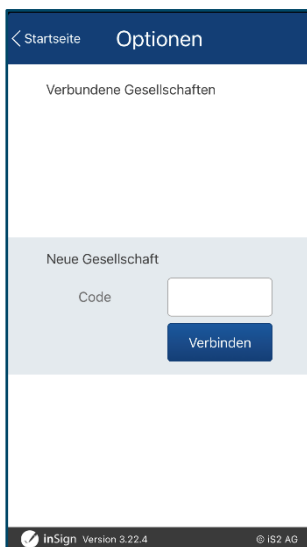 Startseite Optionen
Verbundene Gesellschaften
Neue Gesellschaft
Code
Verbinden
inSign Version 3.22.4 © iS2 AG